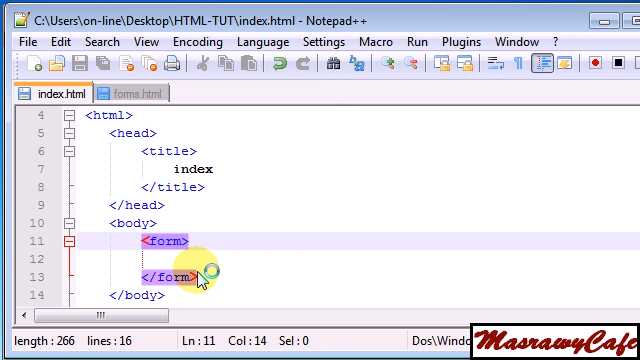 C:\Users\on-line\Desktop\HTML-TUT\index.html - Notepad++
File Edit Search View Encoding Language Settings Macro Run Plugins Window ?
index.html forms.html
4 <html>
5 <head>
6 <title>
7 index
8 </title>
9 </head>
10 <body>
11 <form>
12
13 </form>
14 </body>
length : 266 lines : 16 Ln : 11 Col : 14 Sel : 0 Dos\Window
MasrawyCafe